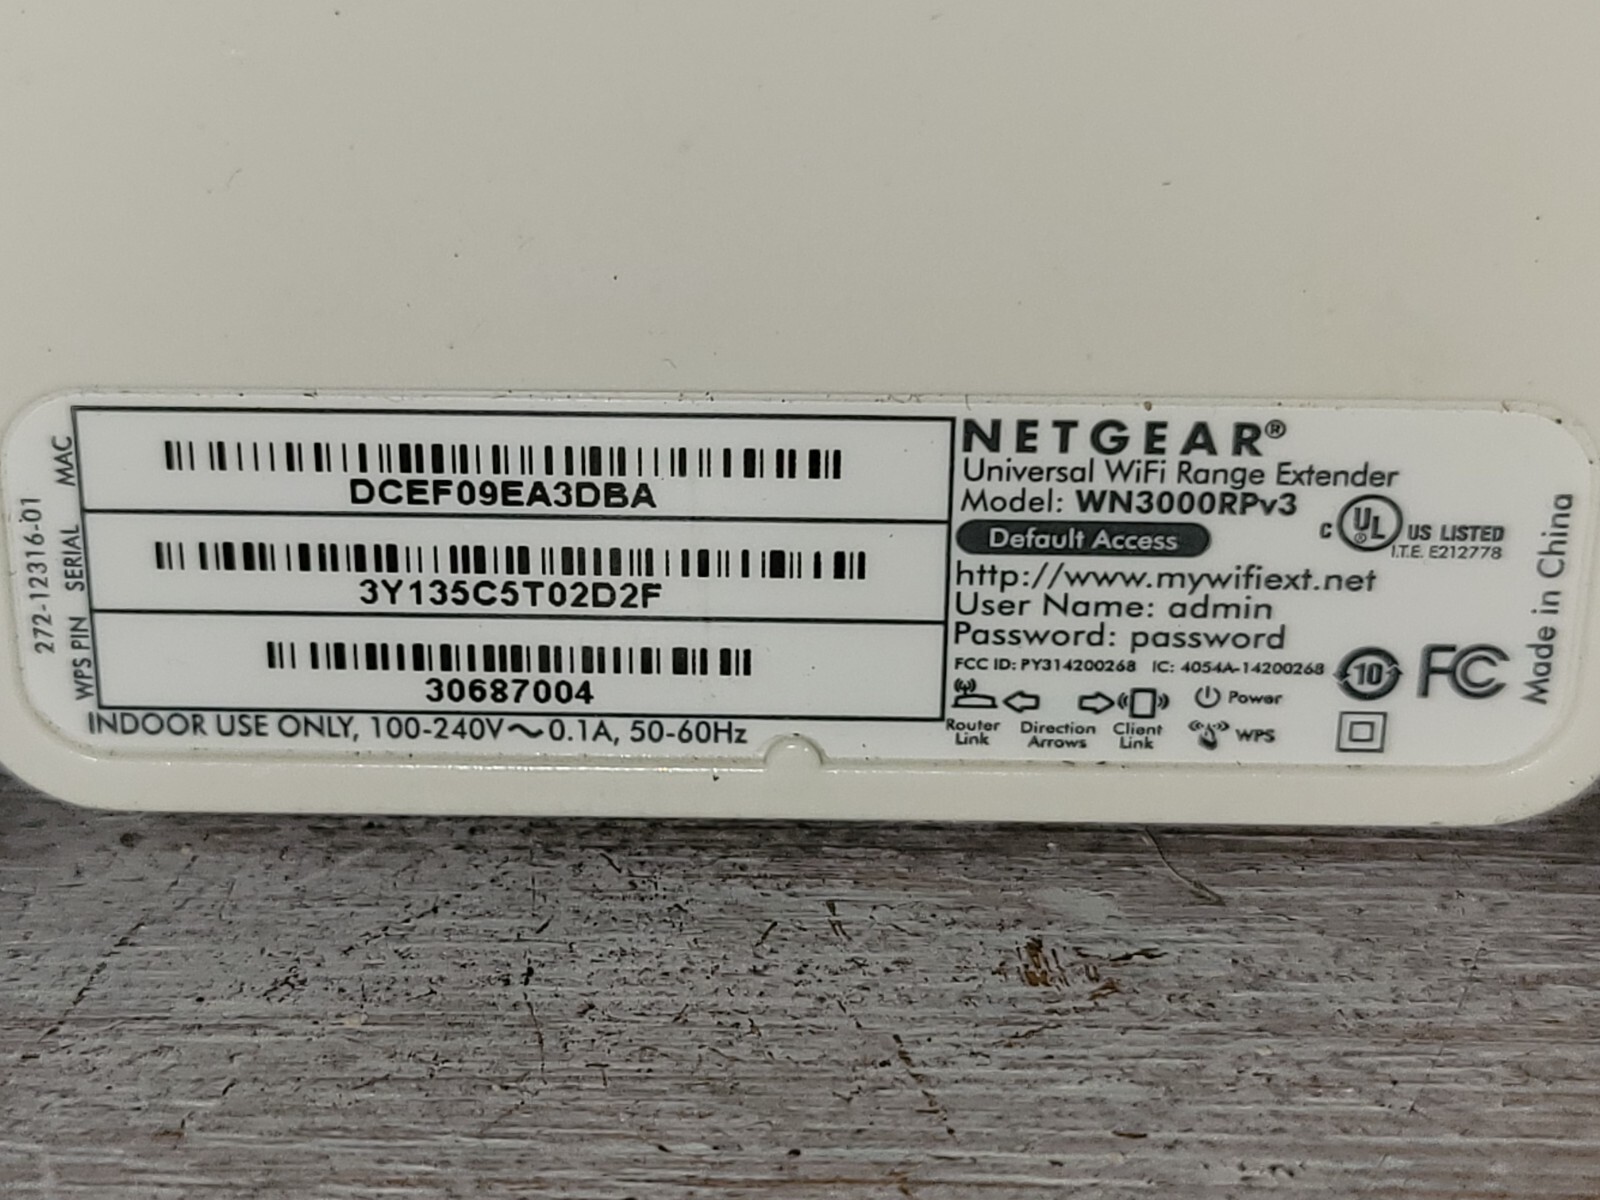 272-12316-01
MAC
DCEF09EA3DBA
SERIAL
3Y135C5T02D2F
WPS PIN
30687004
INDOOR USE ONLY, 100-240V~0.1A, 50-60Hz
NETGEAR®
Universal WiFi Range Extender
Model: WN3000RPv3
Default Access
C UL® US LISTED
I.T.E. E212778
http://www.mywifiext.net
User Name: admin
Password: password
FCC ID: PY314200268 IC: 4054A-14200268
10
FC
Router Link
Direction Arrows
Client Link
Power
WPS
Made in China